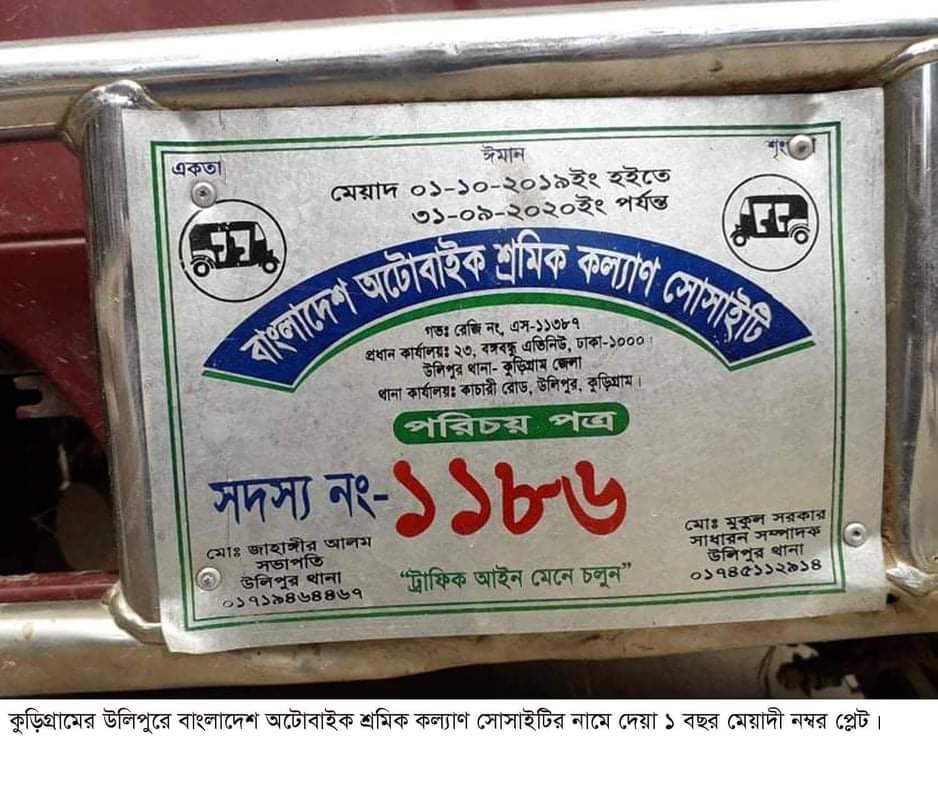 একতা
ঈমান
মেয়াদ ০১-১০-২০১৯ইং হইতে
৩১-০৯-২০২০ইং পর্যন্ত
বাংলাদেশ অটোবাইক শ্রমিক কল্যাণ সোসাইটি
গভঃ রেজি নং, এস-১১৩৮৭
প্রধান কার্যালয়ঃ ২৩, বঙ্গবন্ধু এভিনিউ, ঢাকা-১০০০।
উলিপুর থানা- কুড়িগ্রাম জেলা
থানা কার্যালয়ঃ কাচারী রোড, উলিপুর, কুড়িগ্রাম।
পরিচয় পত্র
সদস্য নং- ১১৮৬
মোঃ জাহাঙ্গীর আলম
সভাপতি
উলিপুর থানা
০১৭১৯৪৬৪৪৬৭
"ট্রাফিক আইন মেনে চলুন"
মোঃ মুকুল সরকার
সাধারন সম্পাদক
উলিপুর থানা
০১৭৪৫১১২৯১৪
কুড়িগ্রামের উলিপুরে বাংলাদেশ অটোবাইক শ্রমিক কল্যাণ সোসাইটির নামে দেয়া ১ বছর মেয়াদী নম্বর প্লেট।